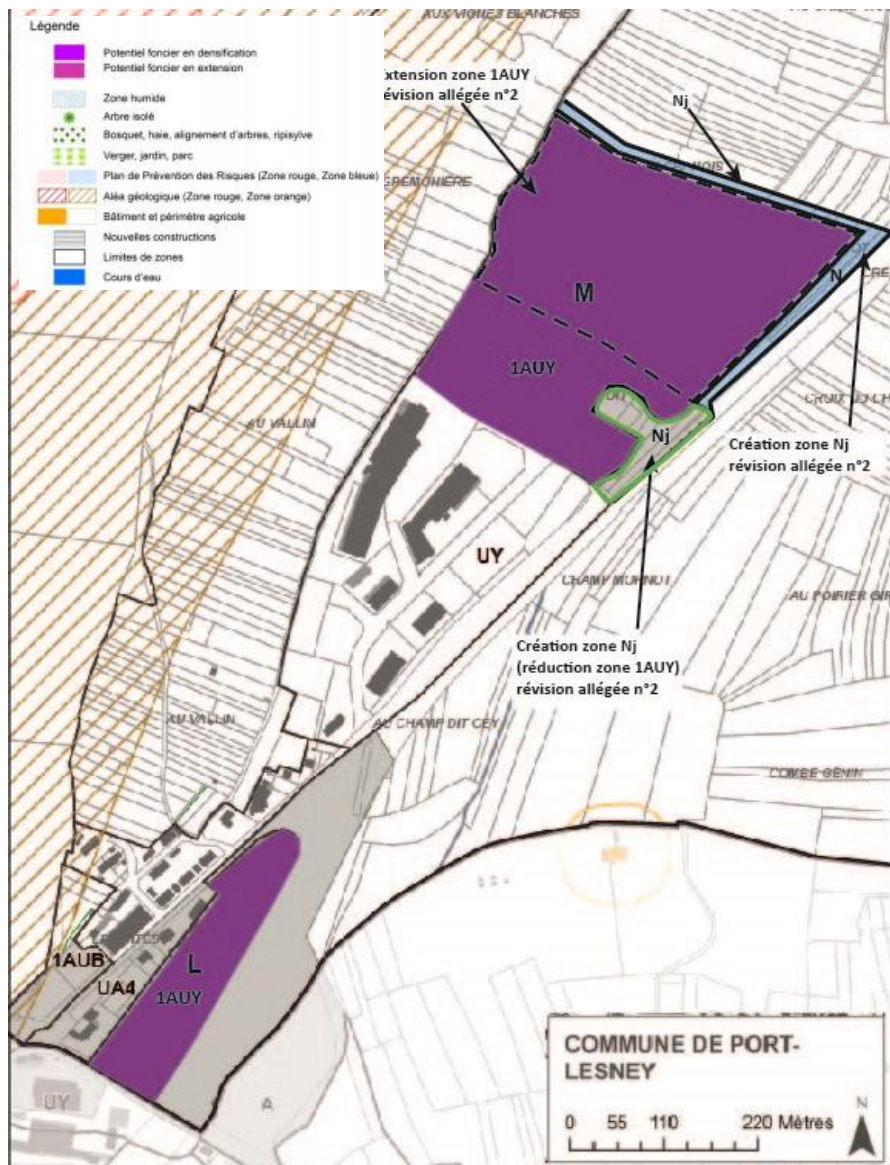 AUX VIGNES BLANCHES
Légende
Potentiel foncier en densification
Potentiel foncier en extension
Zone humide
Arbre isolé
Bosquet, haie, alignement d'arbres, ripisylve
Verger, jardin, parc
Plan de Prévention des Risques (Zone rouge, Zone bleue)
Aléa géologique (Zone rouge, Zone orange)
Bâtiment et périmètre agricole
Nouvelles constructions
Limites de zones
Cours d'eau
Extension zone 1AUY
révision allégée n°2
Nj
M
1AUY
N
Nj
Création zone Nj
révision allégée n°2
AU VALLIN
UY
CHAMP MORNOT
AU POIRIER GIR
Création zone Nj
(réduction zone 1AUY)
révision allégée n°2
AU VALLIN
AU CHAMP DIT CEY
COMBE GÉNIN
1AUB
UA4
L
1AUY
UY
A
COMMUNE DE PORT-
LESNEY
0 55 110 220 Mètres
N